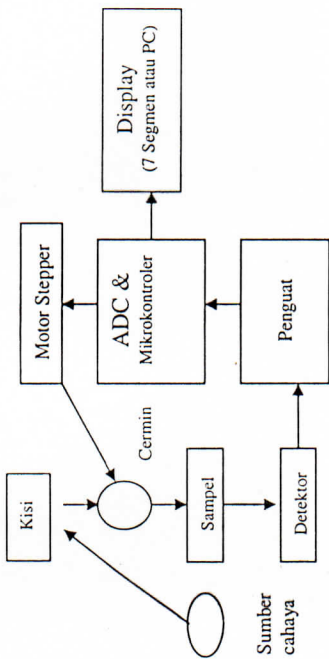 Sumber
cahaya
Kisi
Cermin
Sampel
Detektor
Motor Stepper
ADC &
Mikrokontroler
Penguat
Display
(7 Segmen atau PC)